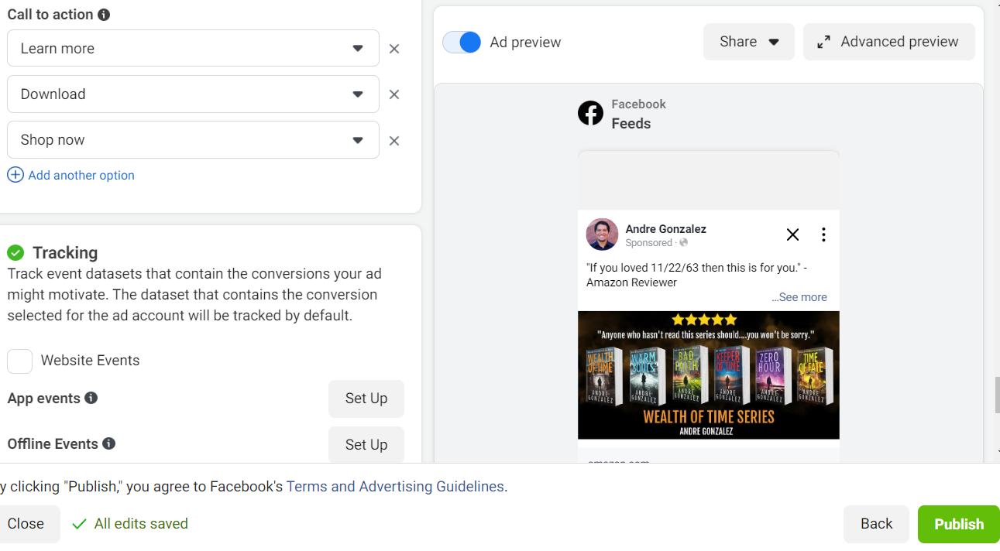 Call to action
Learn more
Download
Shop now
Add another option
Tracking
Track event datasets that contain the conversions your ad
might motivate. The dataset that contains the conversion
selected for the ad account will be tracked by default.
Website Events
App events
Set Up
Offline Events
Set Up
Ad preview
Share
Advanced preview
Facebook
Feeds
Andre Gonzalez
Sponsored ·
"If you loved 11/22/63 then this is for you." -
Amazon Reviewer
...See more
"Anyone who hasn't read this series should....you won't be sorry."
WEALTH
OF TIME
ANDRE
GONZALEZ
WARM
SOULS
ANDRE
GONZALEZ
BAD
FAITH
ANDRE
GONZALEZ
KEEPER
OF TIME
ANDRE
GONZALEZ
ZERO
HOUR
ANDRE
GONZALEZ
TIME
OF FATE
ANDRE
GONZALEZ
WEALTH OF TIME SERIES
ANDRE GONZALEZ
amazon.com
y clicking "Publish," you agree to Facebook's Terms and Advertising Guidelines.
Close
All edits saved
Back
Publish